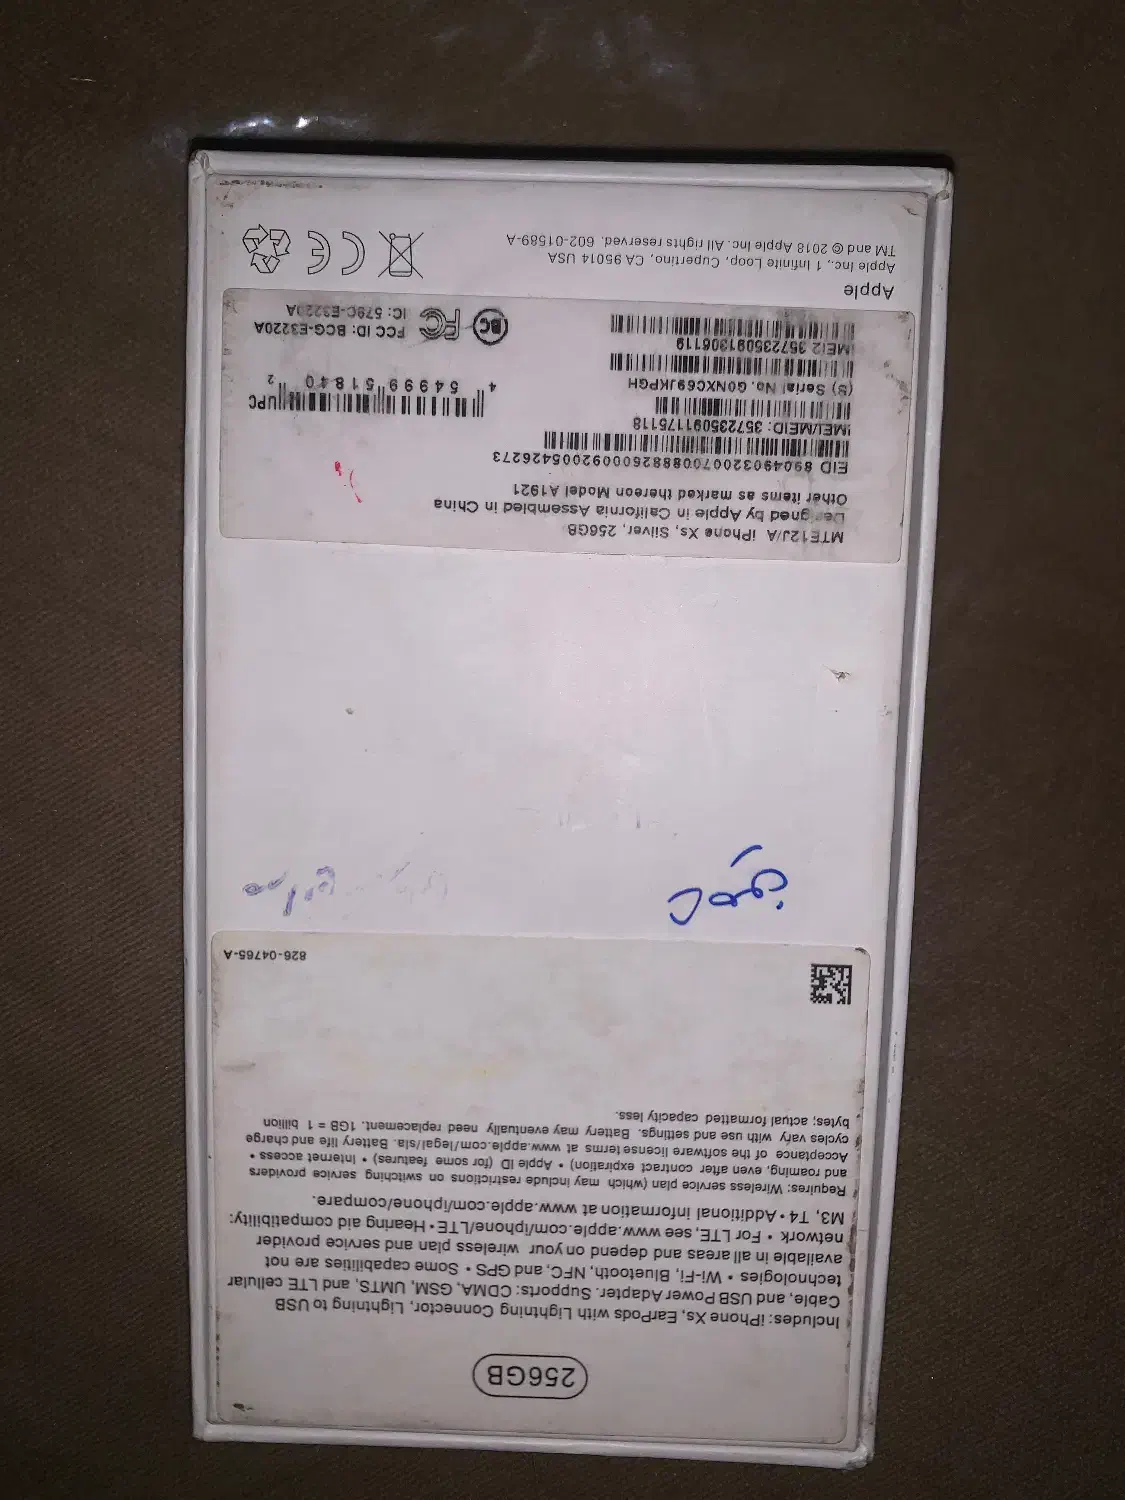 256GB
Includes: iPhone Xs, EarPods with Lightning Connector, Lightning to USB
Cable, and USB Power Adapter. Supports: CDMA, GSM, UMTS, and LTE cellular
technologies • Wi-Fi, Bluetooth, NFC, and GPS • Some capabilities are not
available in all areas and depend on your wireless plan and service provider
network • For LTE, see www.apple.com/iphone/LTE • Hearing aid compatibility:
M3, T4 • Additional information at www.apple.com/iphone/compare.
Requires: Wireless service plan (which may include restrictions on switching service providers
and roaming, even after contract expiration) • Apple ID (for some features) • Internet access •
Acceptance of the software license terms at www.apple.com/legal/sla. Battery life and charge
cycles vary with use and settings. Battery may eventually need replacement. 1GB = 1 billion
bytes; actual formatted capacity less.
826-04765-A
MTE12J/A iPhone Xs, Silver, 256GB
Designed by Apple in California Assembled in China
Other items as marked thereon Model A1921
EID 89049032007008882600092005426273
IMEI/MEID: 357235091175118
(S) Serial No. G0NXC69JKPGH
IMEI2 357235091306119
UPC
4 54999 51840 2
FCC ID: BCG-E3220A
IC: 579C-E3220A
Apple
Apple Inc., 1 Infinite Loop, Cupertino, CA 95014 USA
TM and © 2018 Apple Inc. All rights reserved. 602-01589-A